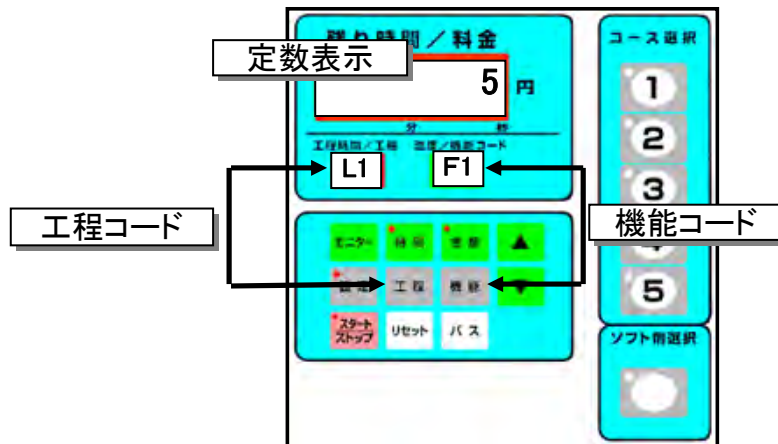 残り時間／料金
定数表示
5 円
分 秒
工程時間／工程 温度／機能コード
L1 F1
工程コード
機能コード
モニター 時間 温度 ▲
設定 工程 機能 ▼
スタート
ストップ
リセット パス
コース選択
1
2
3
4
5
ソフト剤選択